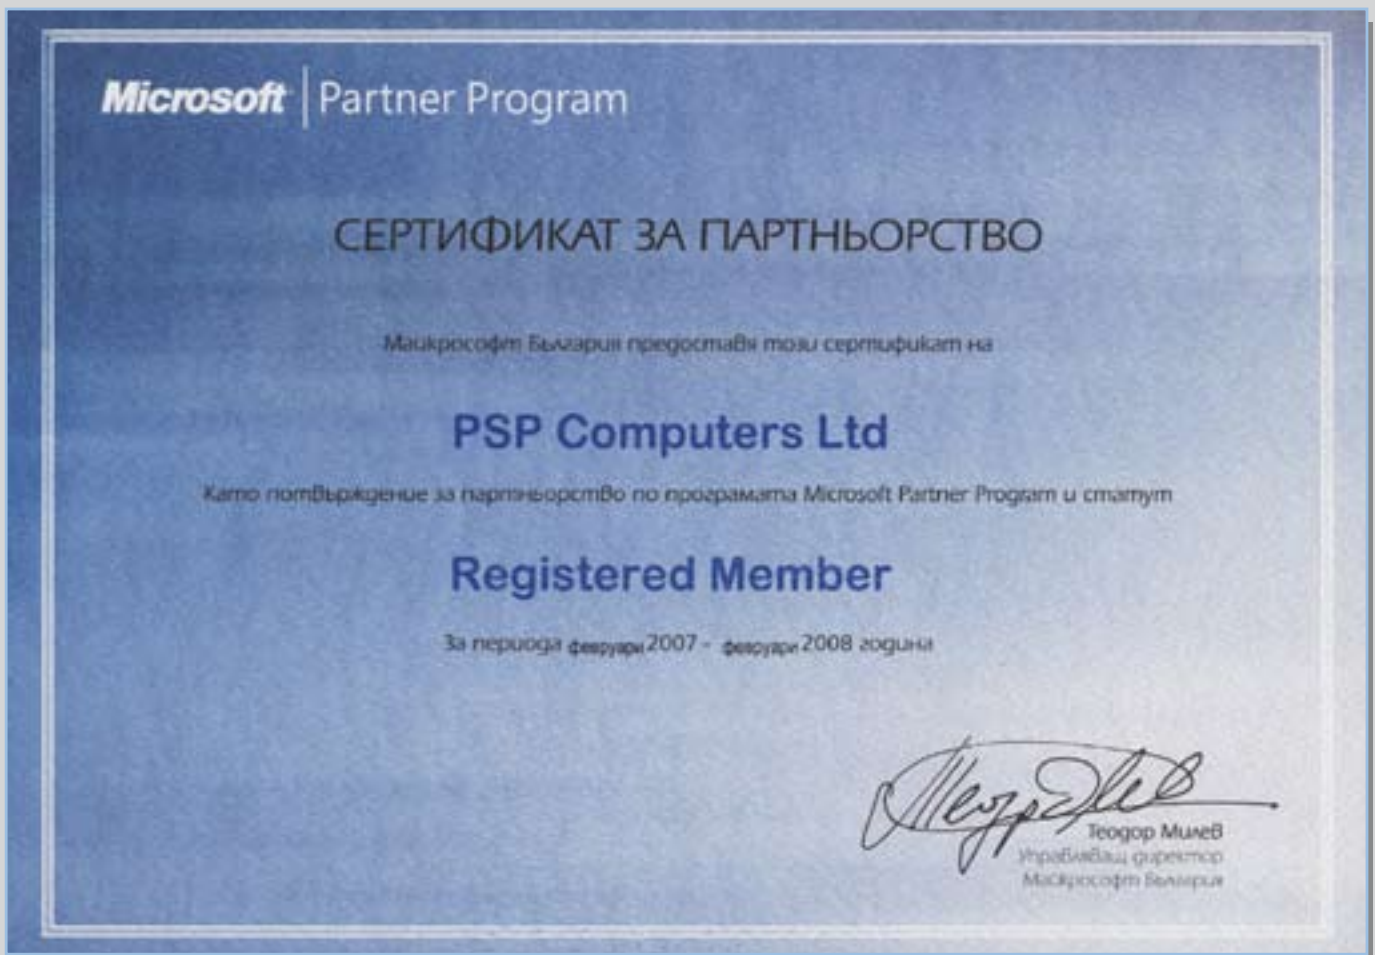 Microsoft | Partner Program
СЕРТИФИКАТ ЗА ПАРТНЬОРСТВО
Майкрософт България предоставя този сертификат на
PSP Computers Ltd
Като потвърждение за партньорство по програмата Microsoft Partner Program и статут
Registered Member
За периода февруари 2007 - февруари 2008 година
Теодор Милев
Управляващ директор
Майкрософт България